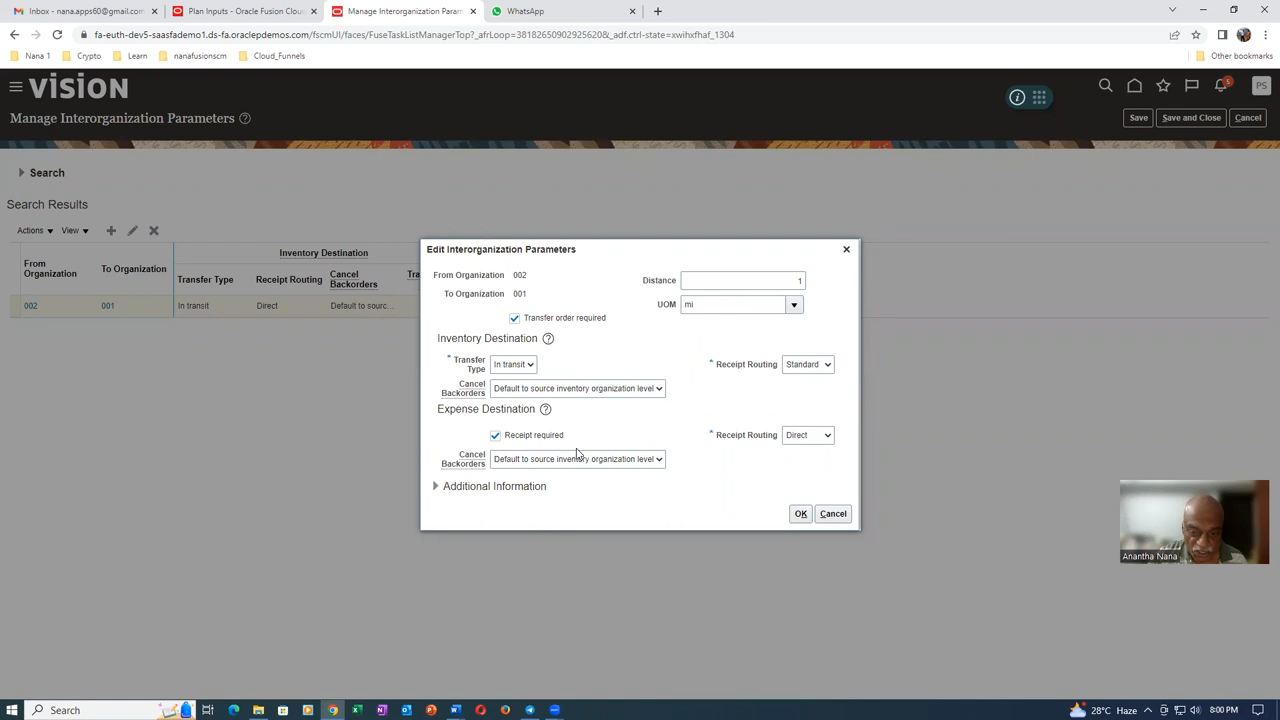 Inbox - nana.apps60@gmail.com
Plan Inputs - Oracle Fusion Cloud
Manage Interorganization Param
WhatsApp
fa-euth-dev5-saasfademo1.ds-fa.oraclepdemos.com/fscmUI/faces/FuseTaskListManagerTop?_afrLoop=38182650902925620&_adf.ctrl-state=xwihxfhaf_1304
Nana 1
Crypto
Learn
nanafusionscm
Cloud_Funnels
Other bookmarks
VISION
5
PS
Manage Interorganization Parameters
Save
Save and Close
Cancel
Search
Search Results
Actions
View
From Organization
To Organization
Inventory Destination
Transfer Type
Receipt Routing
Cancel Backorders
Tra
002
001
In transit
Direct
Default to sourc...
Edit Interorganization Parameters
From Organization 002
To Organization 001
Transfer order required
Distance 1
UOM mi
Inventory Destination
* Transfer Type In transit
* Receipt Routing Standard
Cancel Backorders Default to source inventory organization level
Expense Destination
Receipt required
* Receipt Routing Direct
Cancel Backorders Default to source inventory organization level
Additional Information
OK
Cancel
Anantha Nana
Search
28°C Haze
8:00 PM